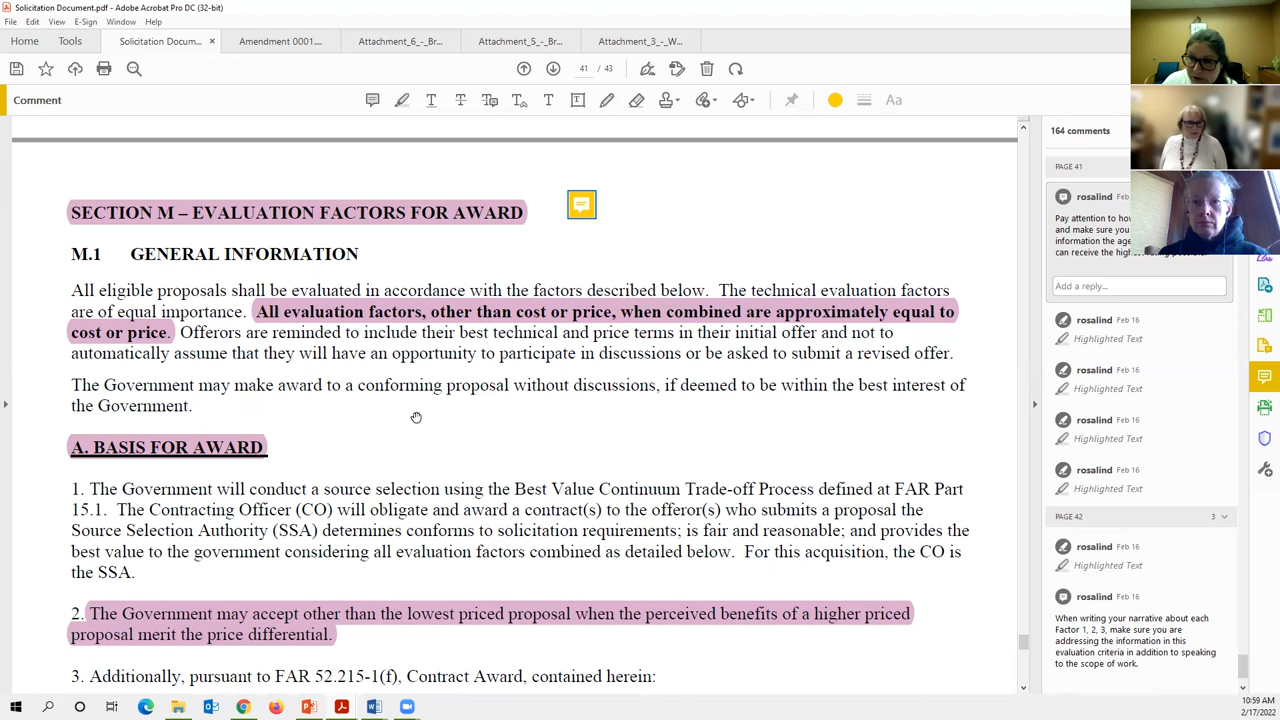 Solicitation Document.pdf - Adobe Acrobat Pro DC (32-bit)
File Edit View E-Sign Window Help
Home Tools Solicitation Docum... × Amendment 0001.... Attachment_6_-_Br... Attachment_5_-_Br... Attachment_3_-_W...
41 / 43
Comment
Aa
164 comments
SECTION M – EVALUATION FACTORS FOR AWARD
M.1 GENERAL INFORMATION
All eligible proposals shall be evaluated in accordance with the factors described below. The technical evaluation factors
are of equal importance. All evaluation factors, other than cost or price, when combined are approximately equal to
cost or price. Offerors are reminded to include their best technical and price terms in their initial offer and not to
automatically assume that they will have an opportunity to participate in discussions or be asked to submit a revised offer.
The Government may make award to a conforming proposal without discussions, if deemed to be within the best interest of
the Government.
A. BASIS FOR AWARD
1. The Government will conduct a source selection using the Best Value Continuum Trade-off Process defined at FAR Part
15.1. The Contracting Officer (CO) will obligate and award a contract(s) to the offeror(s) who submits a proposal the
Source Selection Authority (SSA) determines conforms to solicitation requirements; is fair and reasonable; and provides the
best value to the government considering all evaluation factors combined as detailed below. For this acquisition, the CO is
the SSA.
2. The Government may accept other than the lowest priced proposal when the perceived benefits of a higher priced
proposal merit the price differential.
3. Additionally, pursuant to FAR 52.215-1(f), Contract Award, contained herein:
PAGE 41
rosalind Feb
Pay attention to how
and make sure you
information the
can receive the
Add a reply...
rosalind Feb 16
Highlighted Text
rosalind Feb 16
Highlighted Text
rosalind Feb 16
Highlighted Text
rosalind Feb 16
Highlighted Text
PAGE 42 3
rosalind Feb 16
Highlighted Text
rosalind Feb 16
When writing your narrative about each
Factor 1, 2, 3, make sure you are
addressing the information in this
evaluation criteria in addition to speaking
to the scope of work.
10:59 AM
2/17/2022